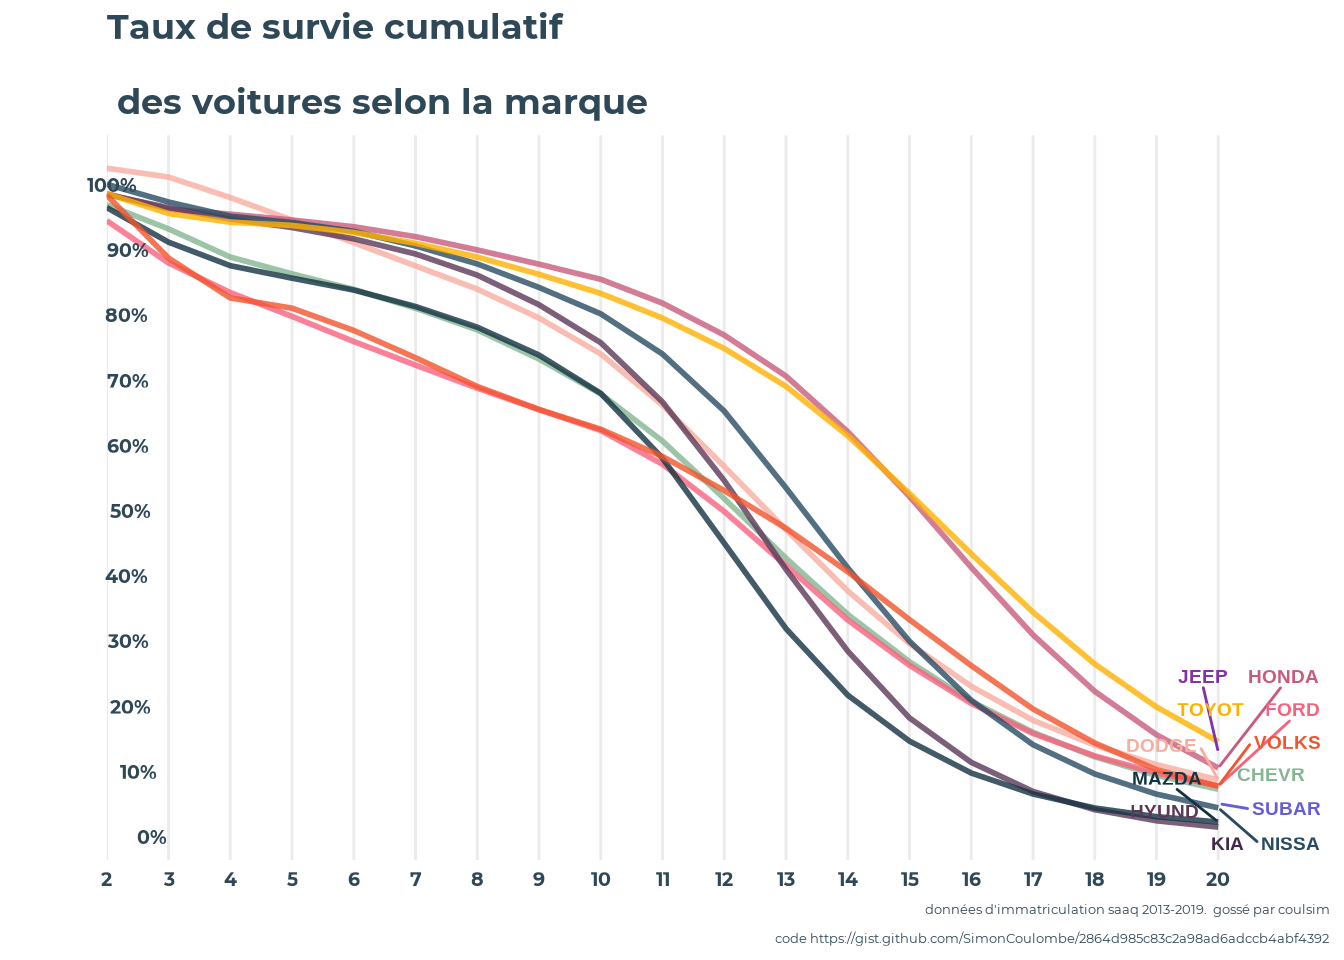 Taux de survie cumulatif
des voitures selon la marque
100%
90%
80%
70%
60%
50%
40%
30%
20%
10%
0%
JEEP
HONDA
TOYOT
FORD
DODGE
VOLKS
MAZDA
CHEVR
HYUND
SUBAR
KIA
NISSA
2 3 4 5 6 7 8 9 10 11 12 13 14 15 16 17 18 19 20
données d'immatriculation saaq 2013-2019. gossé par coulsim
code https://gist.github.com/SimonCoulombe/2864d985c83c2a98ad6adccb4abf4392